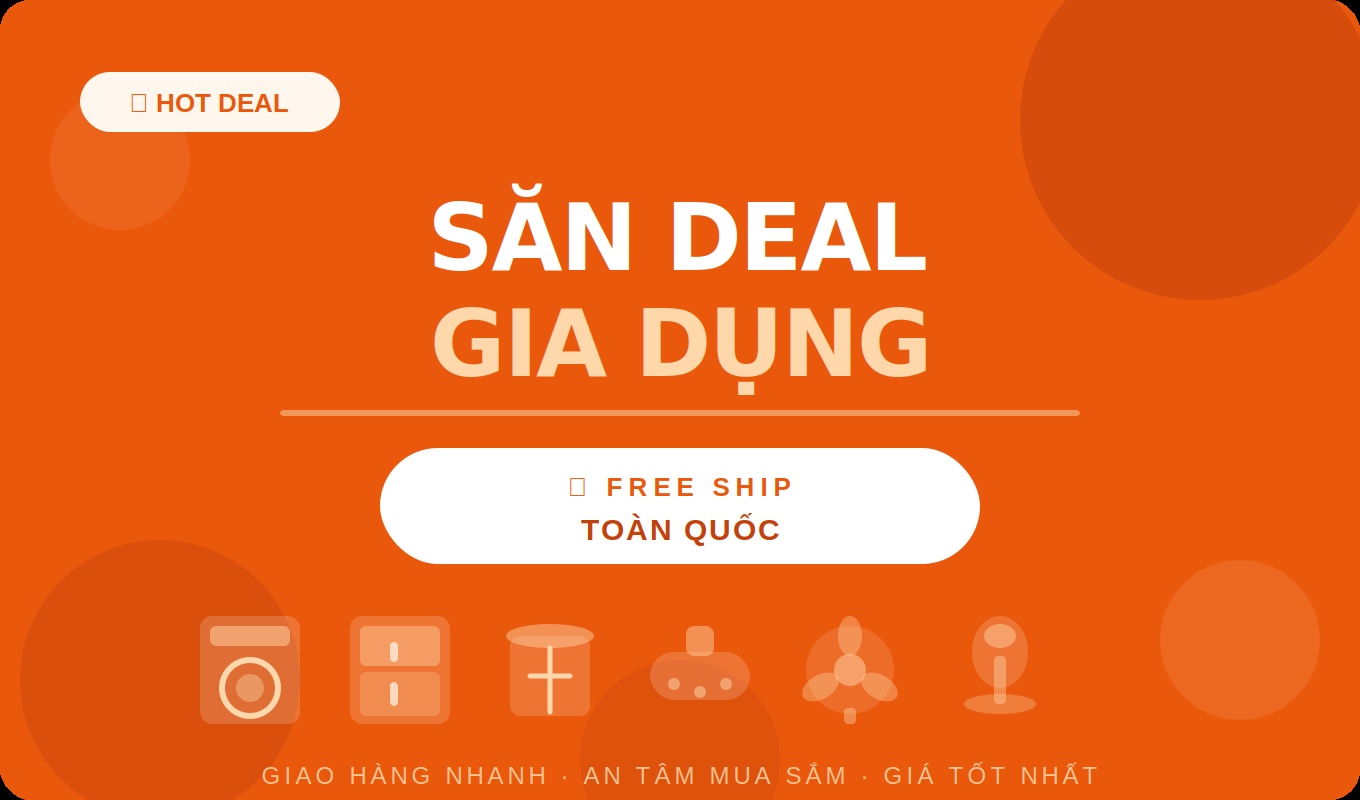 HOT DEAL
SĂN DEAL
GIA DỤNG
FREE SHIP
TOÀN QUỐC
GIAO HÀNG NHANH · AN TÂM MUA SẮM · GIÁ TỐT NHẤT